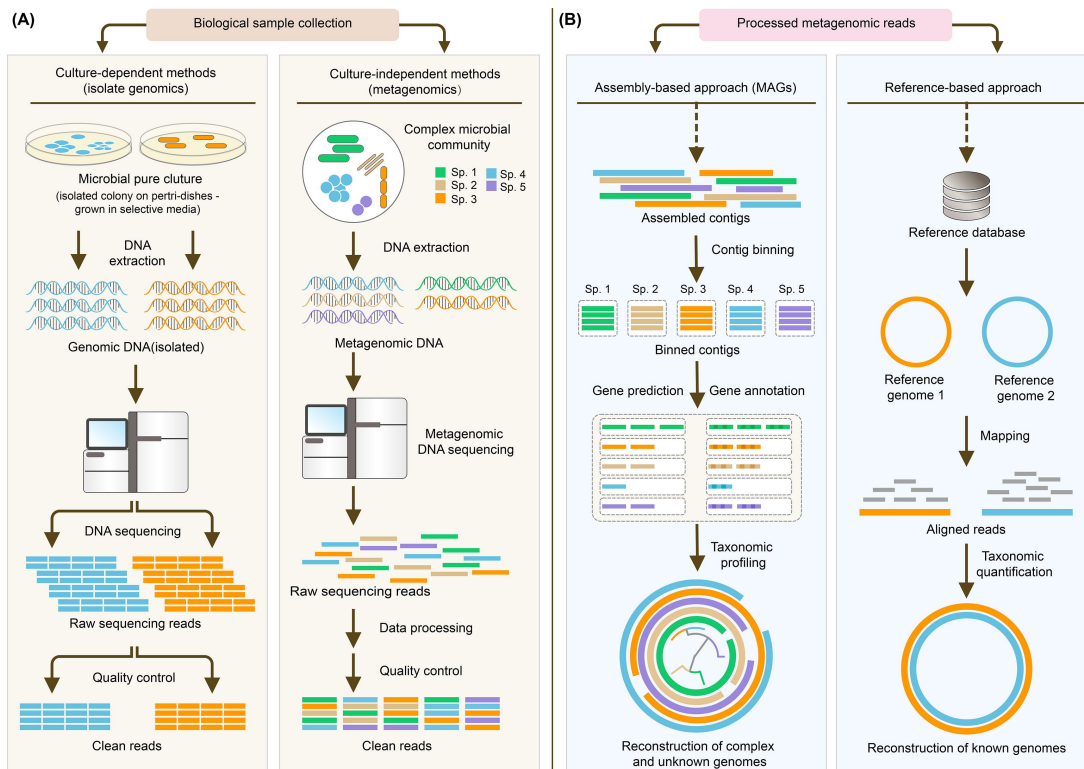 (A)
Biological sample collection
Culture-dependent methods
(isolate genomics)
Microbial pure cluture
(isolated colony on pertri-dishes -
grown in selective media)
DNA
extraction
Genomic DNA(isolated)
DNA sequencing
Raw sequencing reads
Quality control
Clean reads
Culture-independent methods
(metagenomics)
Complex microbial
community
Sp. 1
Sp. 2
Sp. 3
Sp. 4
Sp. 5
DNA extraction
Metagenomic DNA
Metagenomic
DNA sequencing
Raw sequencing reads
Data processing
Quality control
Clean reads
(B)
Processed metagenomic reads
Assembly-based approach (MAGs)
Assembled contigs
Contig binning
Sp. 1 Sp. 2 Sp. 3 Sp. 4 Sp. 5
Binned contigs
Gene prediction
Gene annotation
Taxonomic
profiling
Reconstruction of complex
and unknown genomes
Reference-based approach
Reference database
Reference
genome 1
Reference
genome 2
Mapping
Aligned reads
Taxonomic
quantification
Reconstruction of known genomes